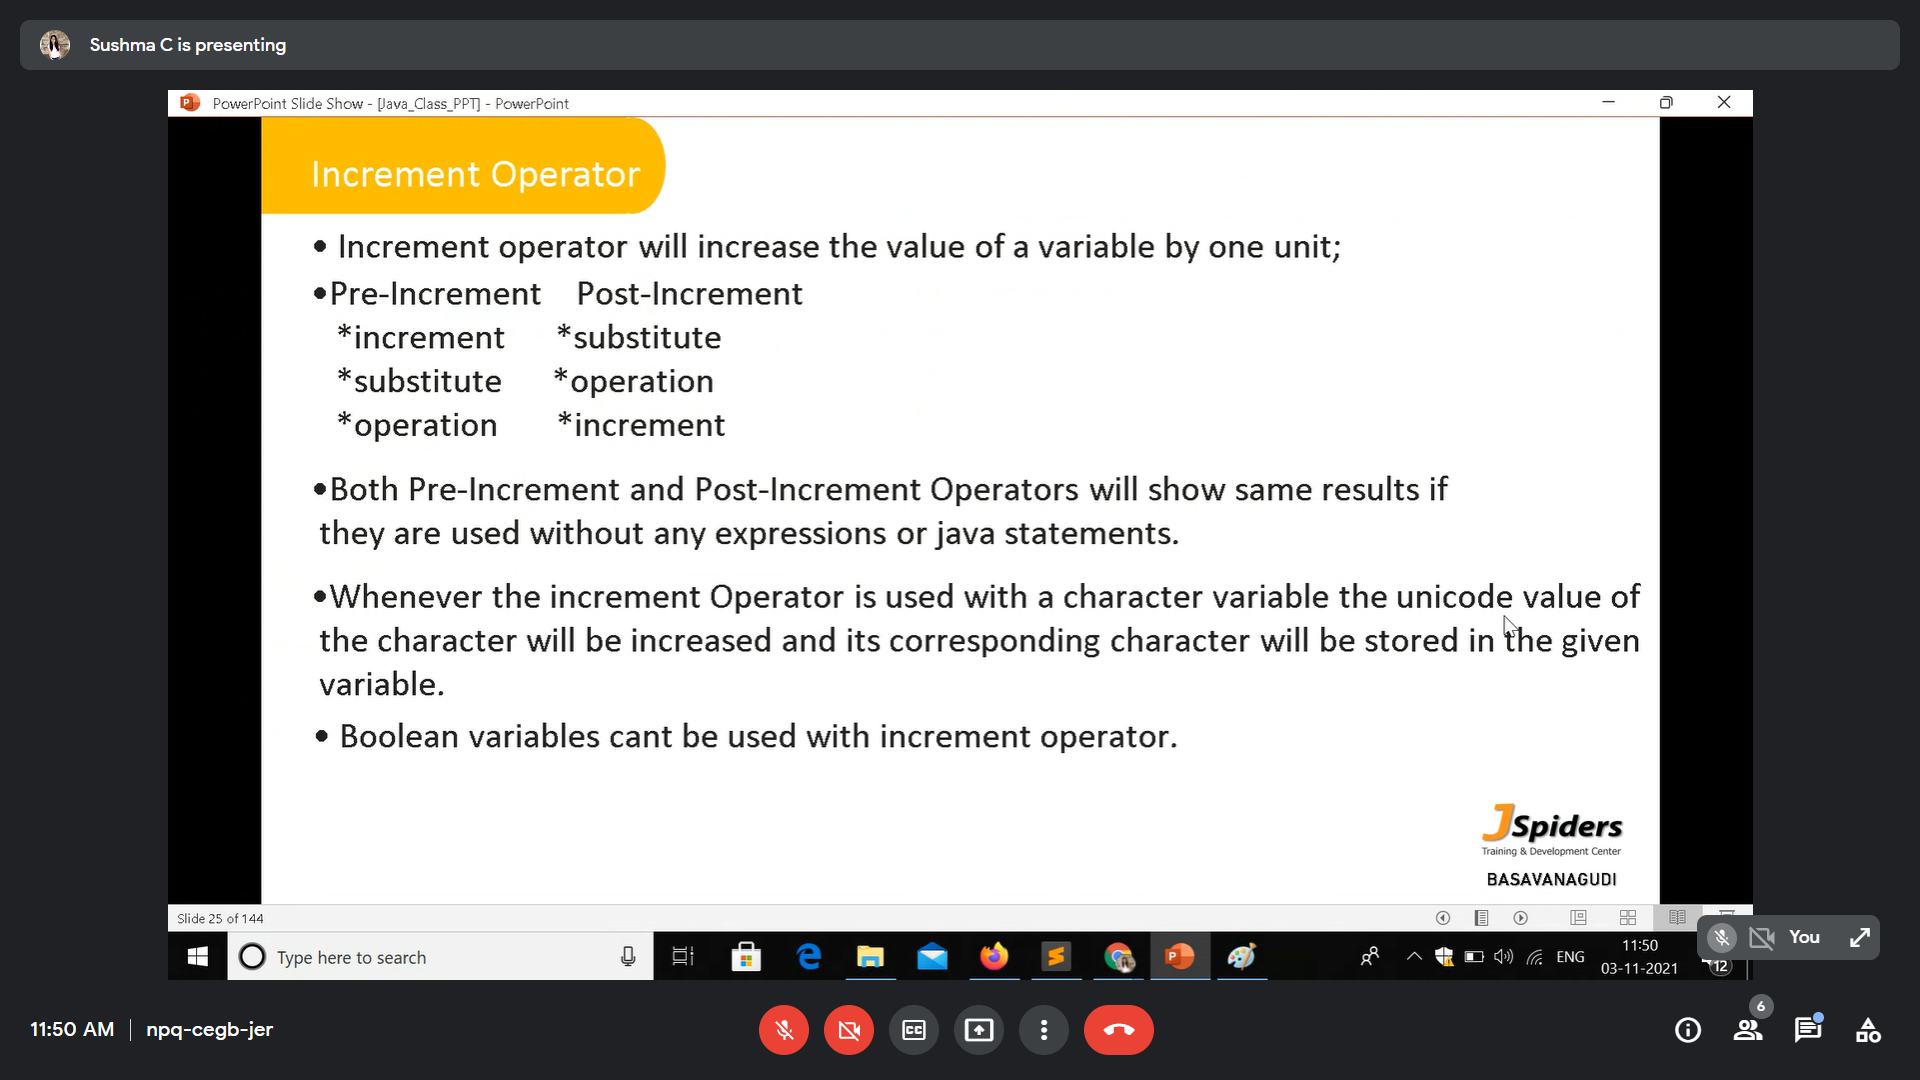 Sushma C is presenting
PowerPoint Slide Show - [Java_Class_PPT] - PowerPoint
Increment Operator
• Increment operator will increase the value of a variable by one unit;
•Pre-Increment Post-Increment
*increment *substitute
*substitute *operation
*operation *increment
•Both Pre-Increment and Post-Increment Operators will show same results if
they are used without any expressions or java statements.
•Whenever the increment Operator is used with a character variable the unicode value of
the character will be increased and its corresponding character will be stored in the given
variable.
• Boolean variables cant be used with increment operator.
JSpiders
Training & Development Center
BASAVANAGUDI
Slide 25 of 144
You
Type here to search
ENG
11:50
03-11-2021
12
11:50 AM | npq-cegb-jer
CC
6